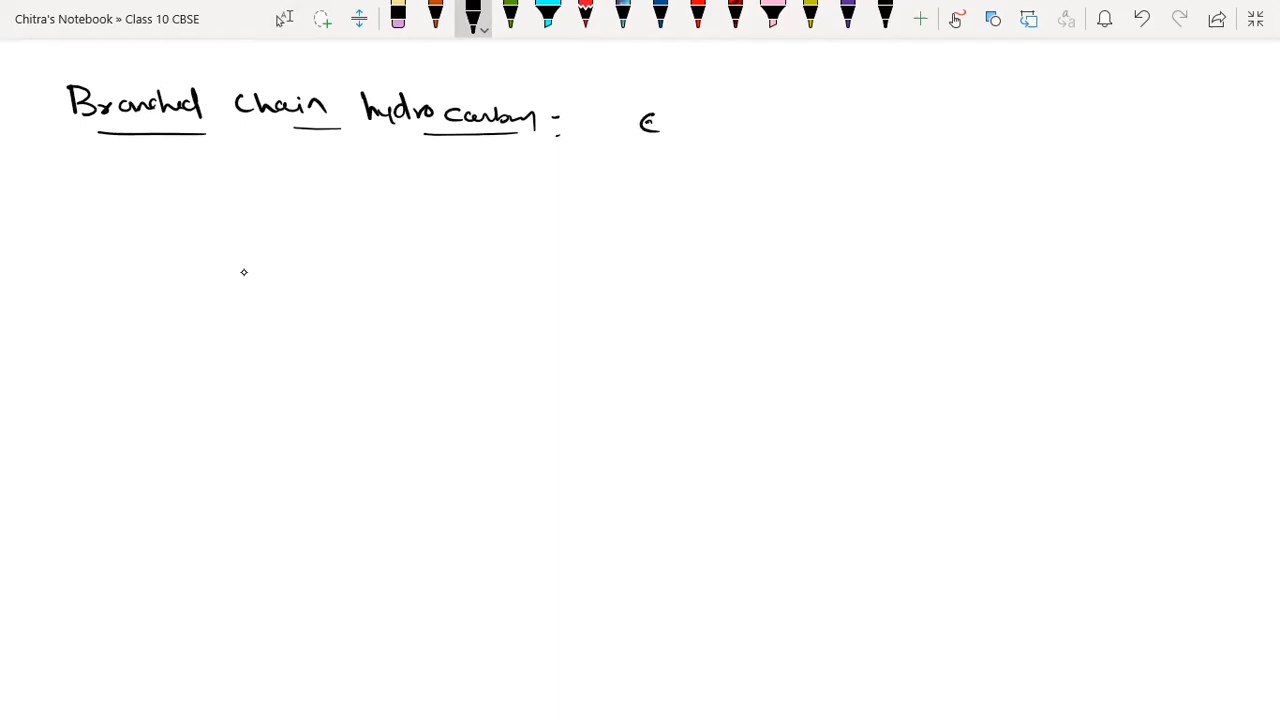 Chitra's Notebook » Class 10 CBSE
Branched chain hydrocarbon :